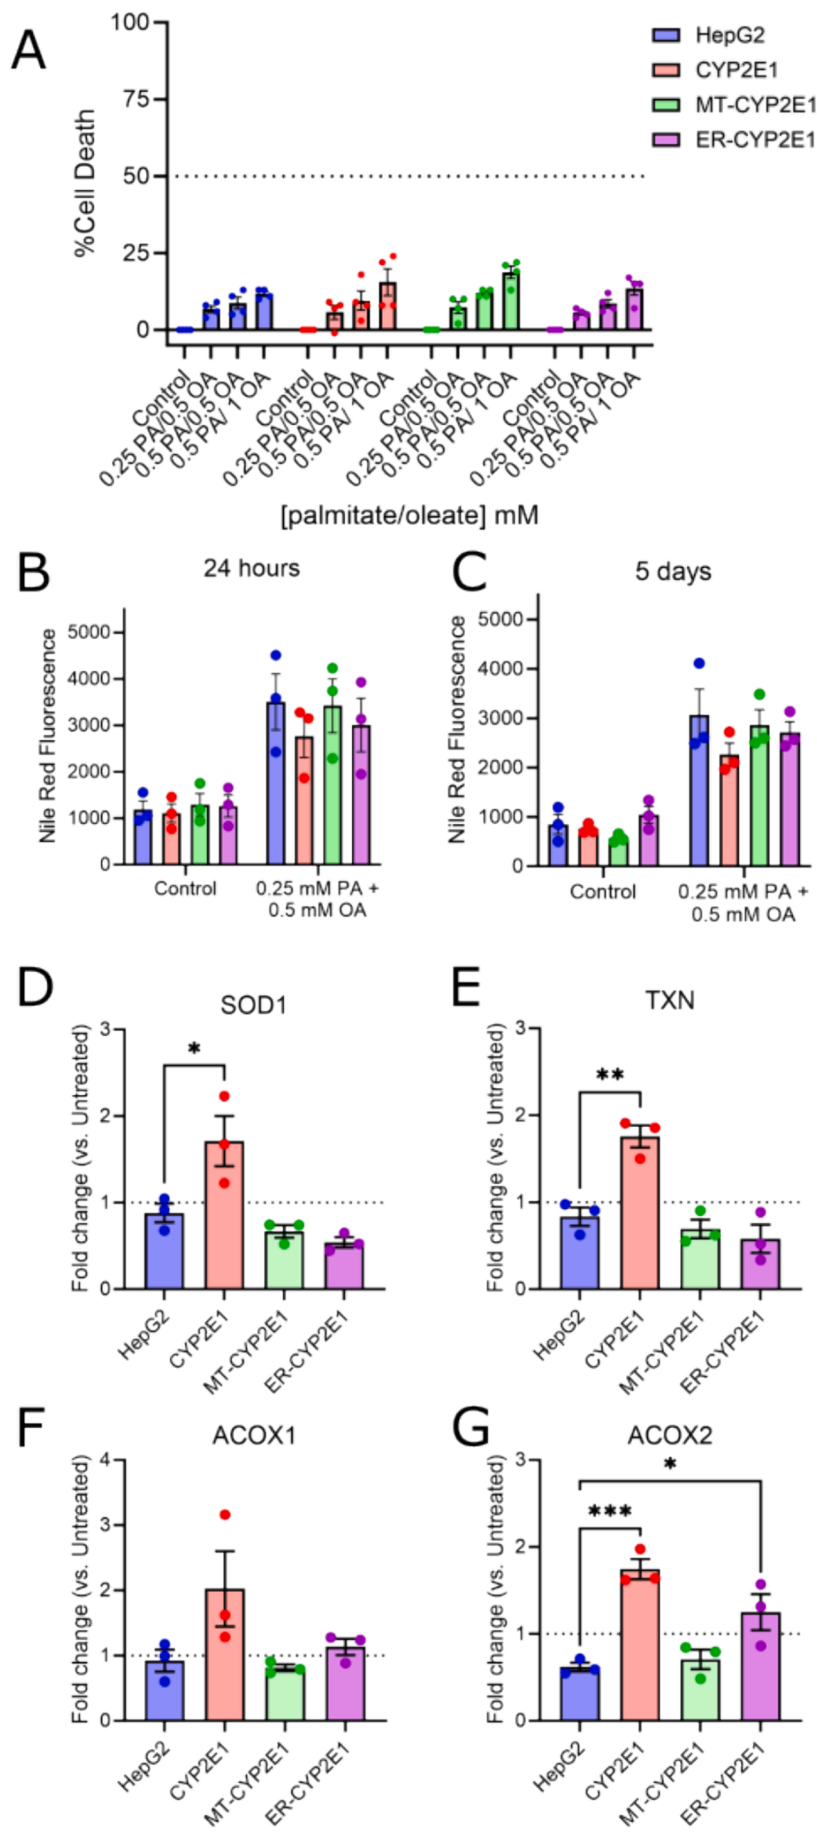 A
100
75
50
25
0
%Cell Death
HepG2
CYP2E1
MT-CYP2E1
ER-CYP2E1
Control
0.25 PA/0.5 OA
0.5 PA/0.5 OA
0.5 PA/ 1 OA
Control
0.25 PA/0.5 OA
0.5 PA/0.5 OA
0.5 PA/ 1 OA
Control
0.25 PA/0.5 OA
0.5 PA/0.5 OA
0.5 PA/ 1 OA
Control
0.25 PA/0.5 OA
0.5 PA/0.5 OA
0.5 PA/ 1 OA
[palmitate/oleate] mM
B
24 hours
Nile Red Fluorescence
5000
4000
3000
2000
1000
0
Control
0.25 mM PA +
0.5 mM OA
C
5 days
Nile Red Fluorescence
5000
4000
3000
2000
1000
0
Control
0.25 mM PA +
0.5 mM OA
D
SOD1
Fold change (vs. Untreated)
3
2
1
0
*
HepG2
CYP2E1
MT-CYP2E1
ER-CYP2E1
E
TXN
Fold change (vs. Untreated)
3
2
1
0
**
HepG2
CYP2E1
MT-CYP2E1
ER-CYP2E1
F
ACOX1
Fold change (vs. Untreated)
4
3
2
1
0
HepG2
CYP2E1
MT-CYP2E1
ER-CYP2E1
G
ACOX2
Fold change (vs. Untreated)
3
2
1
0
*
***
HepG2
CYP2E1
MT-CYP2E1
ER-CYP2E1